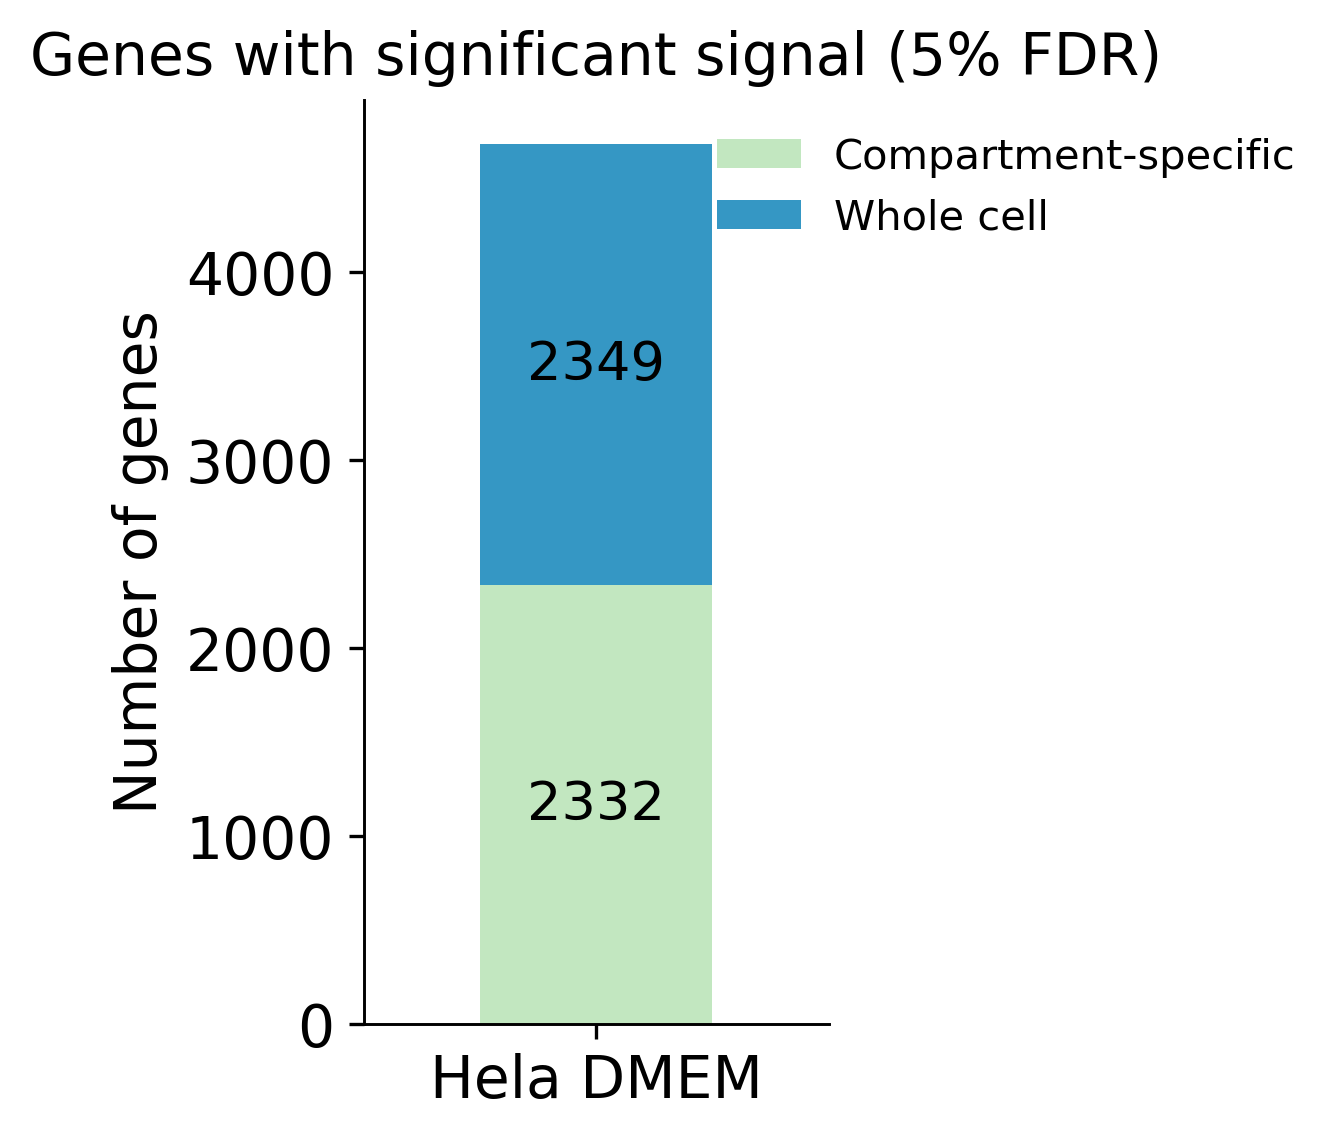 Genes with significant signal (5% FDR)
Compartment-specific
Whole cell
Number of genes
4000
3000
2000
1000
0
2349
2332
Hela DMEM